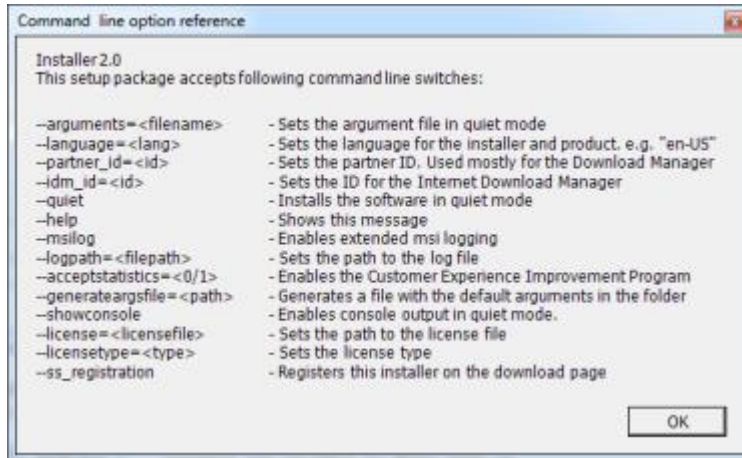 Command line option reference
Installer2.0
This setup package accepts following command line switches:
--arguments=<filename> - Sets the argument file in quiet mode
--language=<lang> - Sets the language for the installer and product. e.g. "en-US"
--partner_id=<id> - Sets the partner ID. Used mostly for the Download Manager
--idm_id=<id> - Sets the ID for the Internet Download Manager
--quiet - Installs the software in quiet mode
--help - Shows this message
--msilog - Enables extended msi logging
--logpath=<filepath> - Sets the path to the log file
--acceptstatistics=<0/1> - Enables the Customer Experience Improvement Program
--generateargsfile=<path> - Generates a file with the default arguments in the folder
--showconsole - Enables console output in quiet mode.
--license=<licensefile> - Sets the path to the license file
--licensetype=<type> - Sets the license type
--ss_registration - Registers this installer on the download page
OK